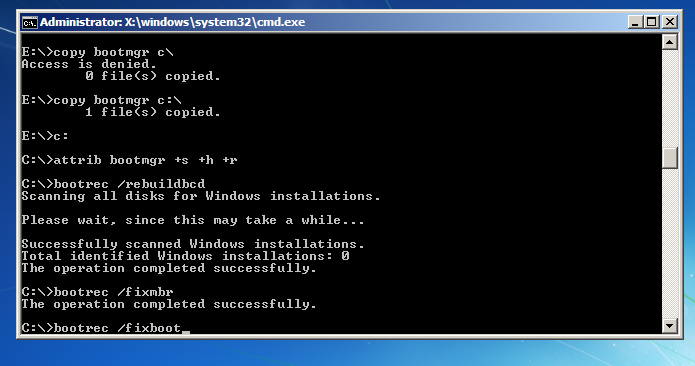 Administrator: X:\windows\system32\cmd.exe
E:\>copy bootmgr c\
Access is denied.
        0 file(s) copied.
E:\>copy bootmgr c:\
        1 file(s) copied.
E:\>c:
C:\>attrib bootmgr +s +h +r
C:\>bootrec /rebuildbcd
Scanning all disks for Windows installations.
Please wait, since this may take a while...
Successfully scanned Windows installations.
Total identified Windows installations: 0
The operation completed successfully.
C:\>bootrec /fixmbr
The operation completed successfully.
C:\>bootrec /fixboot_